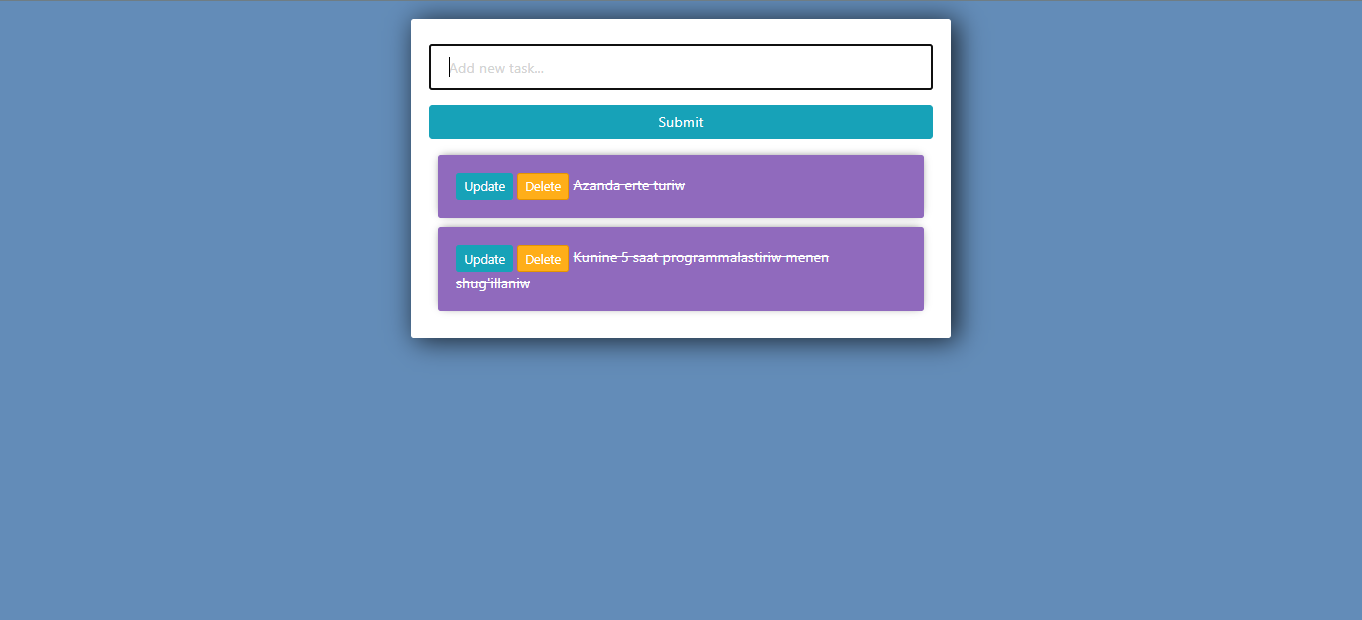 Add new task...
Submit
Update Delete Azanda erte turiw
Update Delete Kunine 5 saat programmalastiriw menen
shug'illaniw